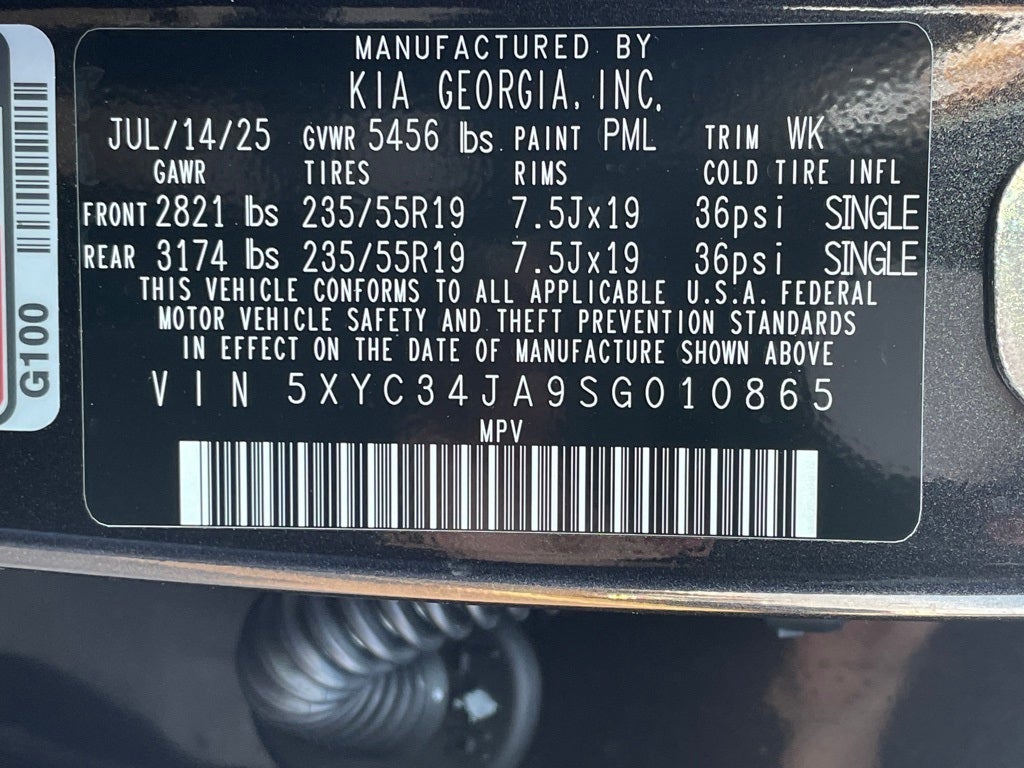 MANUFACTURED BY
KIA GEORGIA, INC.
JUL/14/25 GVWR 5456 lbs PAINT PML TRIM WK
GAWR TIRES RIMS COLD TIRE INFL
FRONT 2821 lbs 235/55R19 7.5Jx19 36psi SINGLE
REAR 3174 lbs 235/55R19 7.5Jx19 36psi SINGLE
THIS VEHICLE CONFORMS TO ALL APPLICABLE U.S.A. FEDERAL
MOTOR VEHICLE SAFETY AND THEFT PREVENTION STANDARDS
IN EFFECT ON THE DATE OF MANUFACTURE SHOWN ABOVE
VIN 5XYC34JA9SG010865
MPV
G100